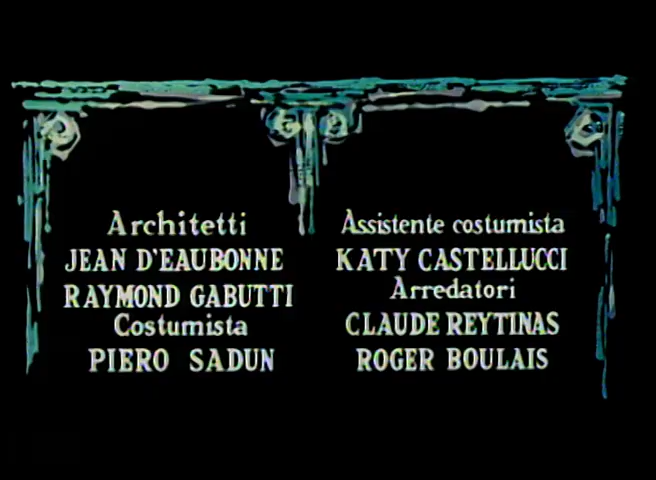 Architetti
JEAN D'EAUBONNE
RAYMOND GABUTTI
Costumista
PIERO SADUN
Assistente costumista
KATY CASTELLUCCI
Arredatori
CLAUDE REYTINAS
ROGER BOULAIS